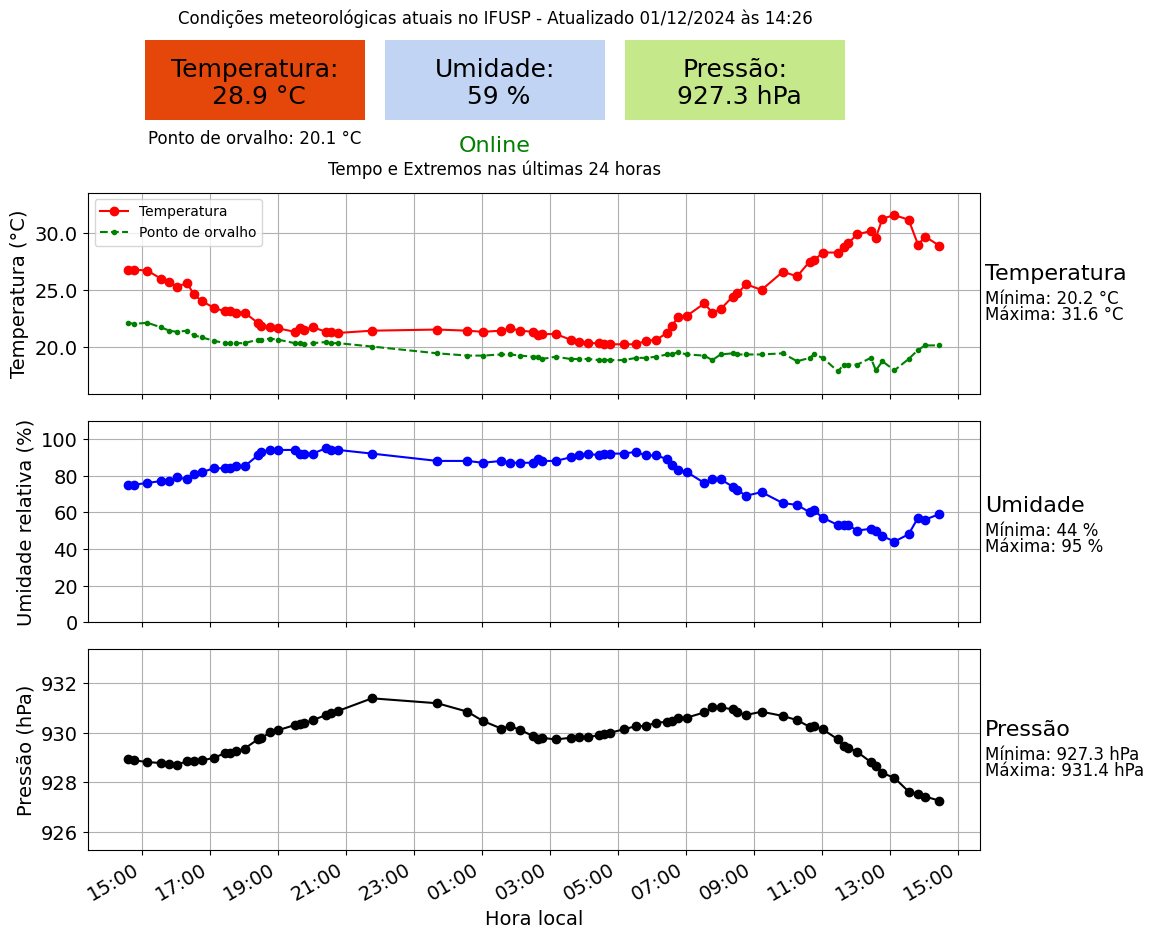 Condições meteorológicas atuais no IFUSP - Atualizado 01/12/2024 às 14:26
Temperatura:
28.9 °C
Umidade:
59 %
Pressão:
927.3 hPa
Ponto de orvalho: 20.1 °C
Online
Tempo e Extremos nas últimas 24 horas
Temperatura (°C)
30.0
25.0
20.0
Temperatura
Ponto de orvalho
Temperatura
Mínima: 20.2 °C
Máxima: 31.6 °C
Umidade relativa (%)
100
80
60
40
20
0
Umidade
Mínima: 44 %
Máxima: 95 %
Pressão (hPa)
932
930
928
926
Pressão
Mínima: 927.3 hPa
Máxima: 931.4 hPa
15:00 17:00 19:00 21:00 23:00 01:00 03:00 05:00 07:00 09:00 11:00 13:00 15:00
Hora local